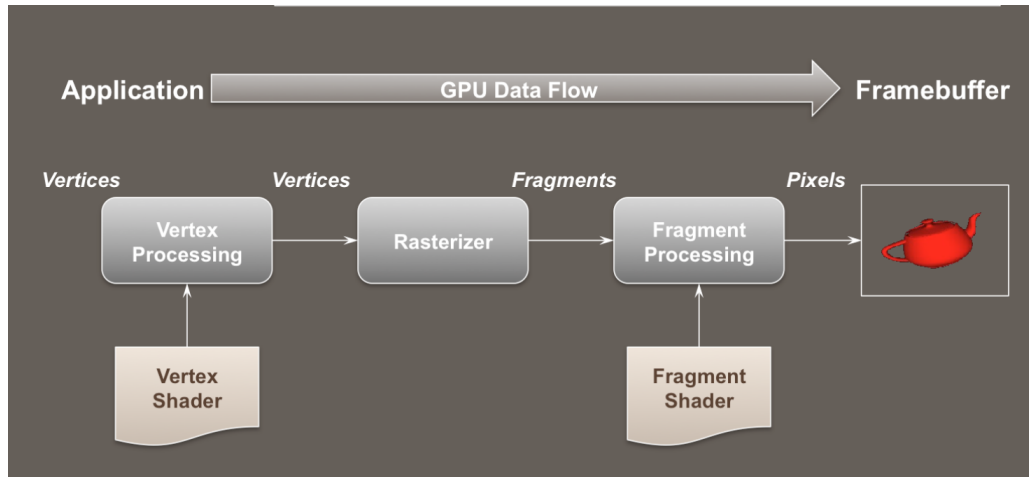 Application
GPU Data Flow
Framebuffer
Vertices
Vertices
Fragments
Pixels
Vertex
Processing
Rasterizer
Fragment
Processing
Vertex
Shader
Fragment
Shader